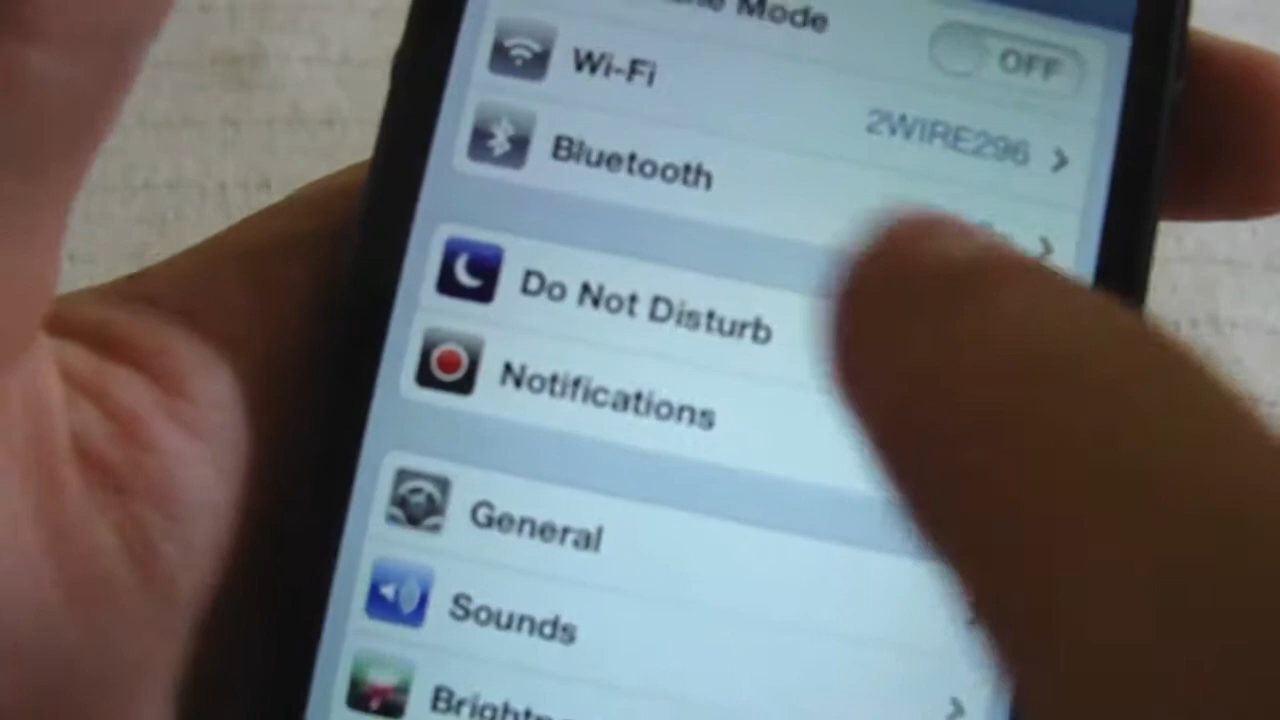 Mode
OFF
Wi-Fi
2WIRE296
Bluetooth
Do Not Disturb
Notifications
General
Sounds